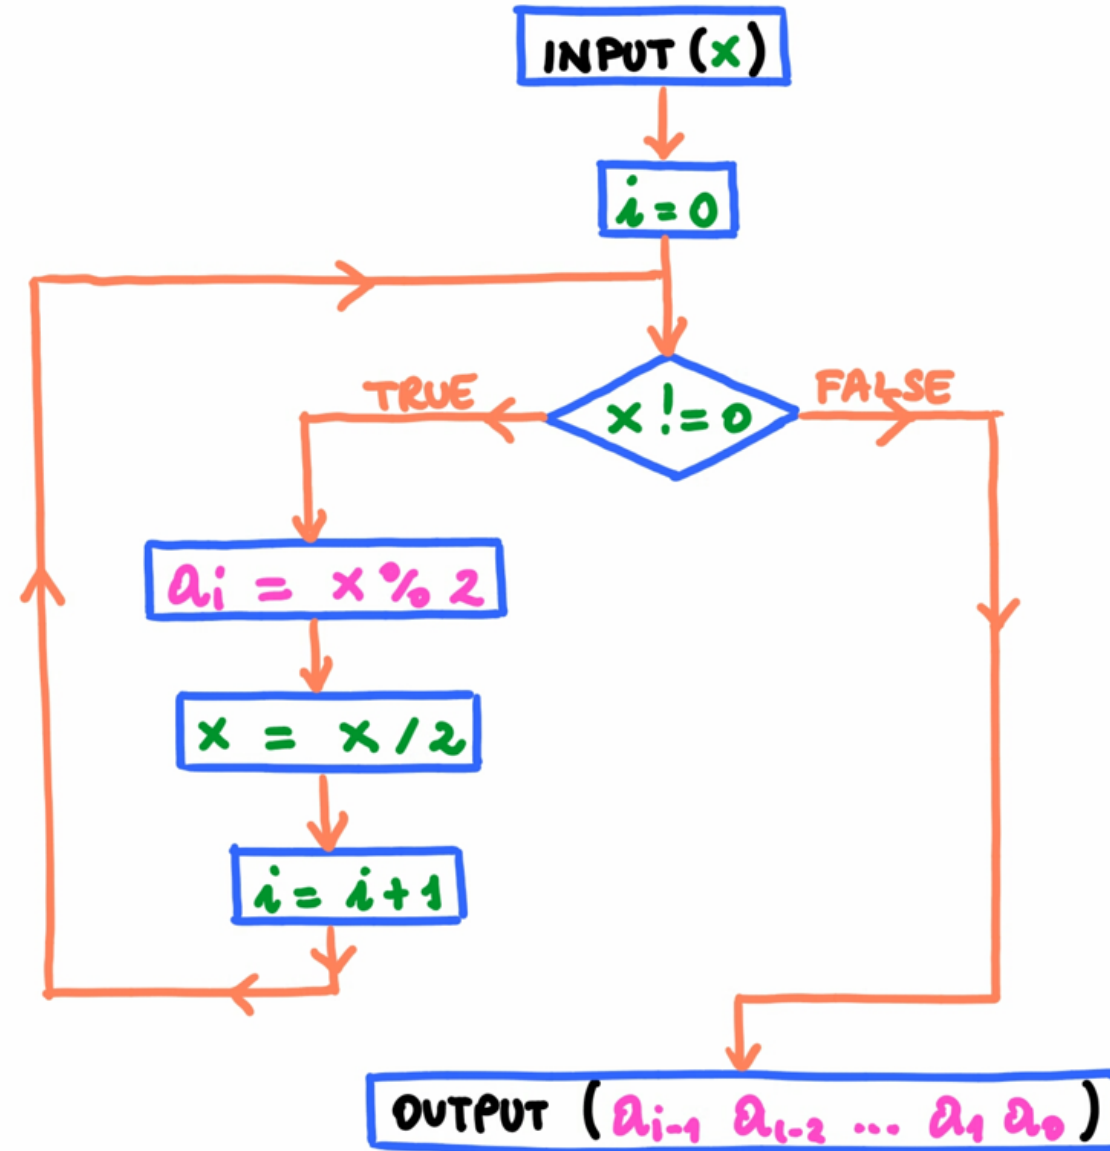 INPUT (x)
i = 0
x != 0
TRUE
FALSE
ai = x % 2
x = x / 2
i = i + 1
OUTPUT (ai-1 ai-2 ... a1 a0)